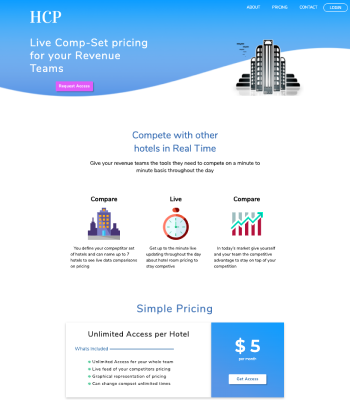 HCP
ABOUT
PRICING
CONTACT
LOGIN
Live Comp-Set pricing
for your Revenue
Teams
Request Access
Compete with other
hotels in Real Time
Give your revenue teams the tools they need to compete on a minute to
minute basis throughout the day
Compare
Live
Compare
You define your compeptitor set
of hotels and can name up to 7
hotels to see live data comparisons
on pricing
Get up to the minute live
updating throughout the day
about hotel room pricing to
stay competive
In today's market give yourself
and your team the competitive
advantage to stay on top of your
competition
Simple Pricing
Unlimited Access per Hotel
Whats Included
Unlimited Access for your whole team
Live feed of your competitors pricing
Graphical representation of pricing
Can change compset unlimited times
$ 5
per month
Get Access